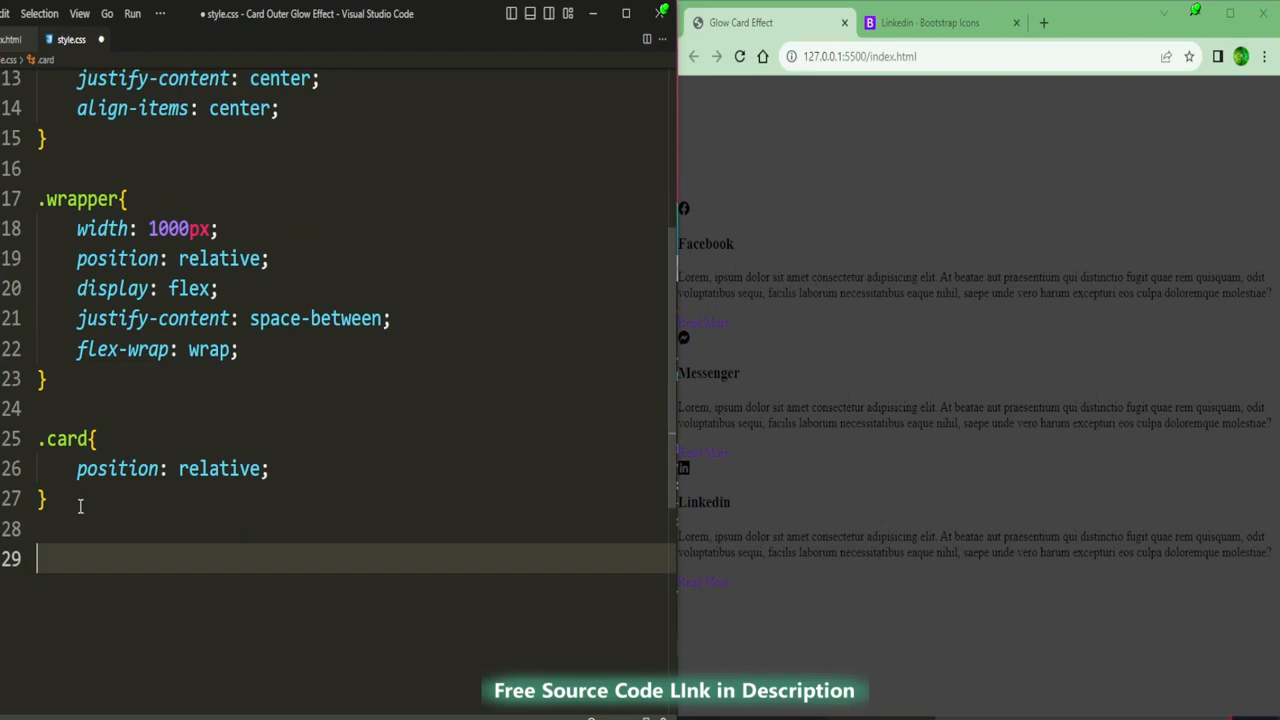 dit Selection View Go Run ··· ● style.css - Card Outer Glow Effect - Visual Studio Code
x.html style.css ●
e.css > .card
13 justify-content: center;
14 align-items: center;
15 }
16
17 .wrapper{
18 width: 1000px;
19 position: relative;
20 display: flex;
21 justify-content: space-between;
22 flex-wrap: wrap;
23 }
24
25 .card{
26 position: relative;
27 }
28
29
Glow Card Effect
Linkedin · Bootstrap Icons
127.0.0.1:5500/index.html
Facebook
Lorem, ipsum dolor sit amet consectetur adipisicing elit. At beatae aut praesentium qui distinctio fugit quae rem quisquam, odit
voluptatibus sequi, facilis laborum necessitatibus eaque nihil, saepe unde vero harum excepturi eos culpa doloremque molestiae?
Read More
Messenger
Lorem, ipsum dolor sit amet consectetur adipisicing elit. At beatae aut praesentium qui distinctio fugit quae rem quisquam, odit
voluptatibus sequi, facilis laborum necessitatibus eaque nihil, saepe unde vero harum excepturi eos culpa doloremque molestiae?
Read More
Linkedin
Lorem, ipsum dolor sit amet consectetur adipisicing elit. At beatae aut praesentium qui distinctio fugit quae rem quisquam, odit
voluptatibus sequi, facilis laborum necessitatibus eaque nihil, saepe unde vero harum excepturi eos culpa doloremque molestiae?
Read More
Free Source Code LInk in Description